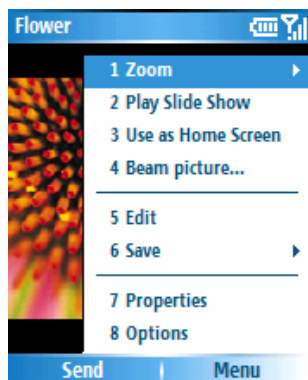 Flower
1 Zoom
2 Play Slide Show
3 Use as Home Screen
4 Beam picture...
5 Edit
6 Save
7 Properties
8 Options
Send Menu